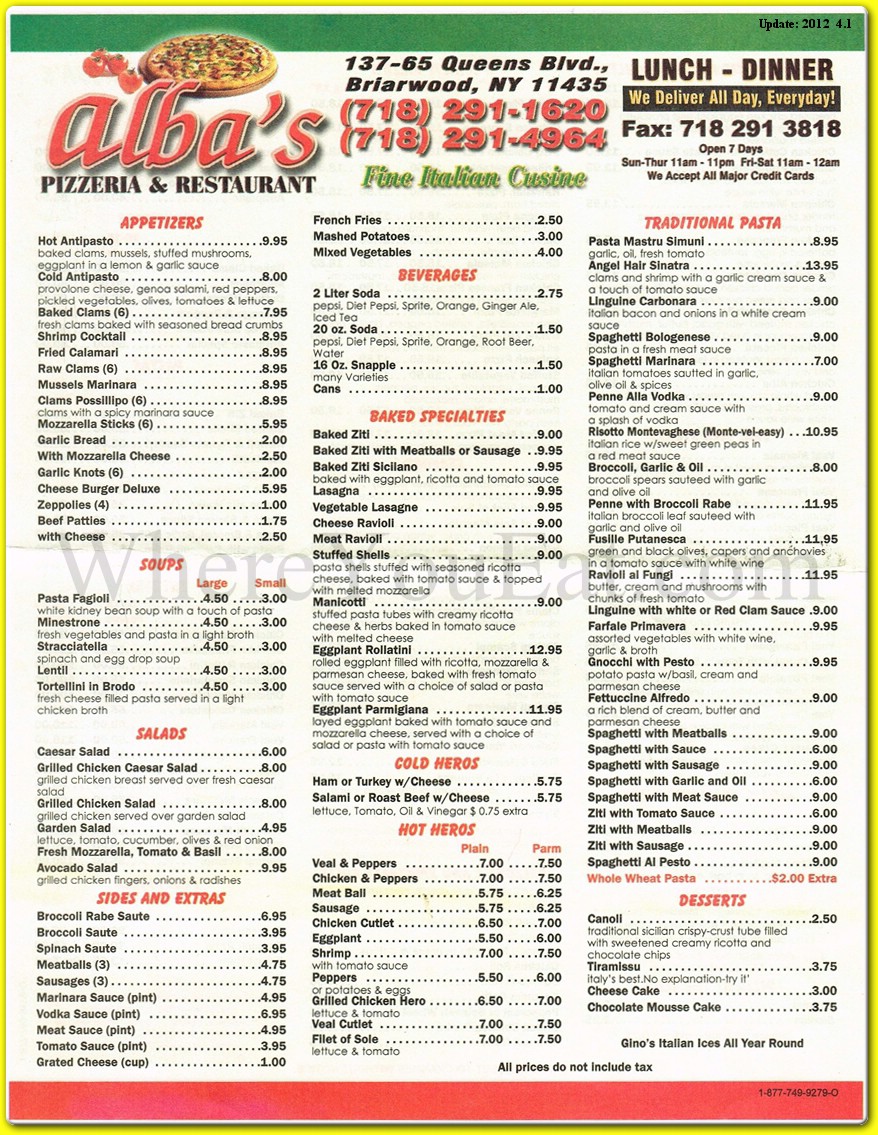 Update: 2012 4.1
alba's
PIZZERIA & RESTAURANT
137-65 Queens Blvd.,
Briarwood, NY 11435
(718) 291-1620
(718) 291-4964
Fine Italian Cusine
LUNCH - DINNER
We Deliver All Day, Everyday!
Fax: 718 291 3818
Open 7 Days
Sun-Thur 11am - 11pm Fri-Sat 11am - 12am
We Accept All Major Credit Cards
APPETIZERS
Hot Antipasto ........................9.95
baked clams, mussels, stuffed mushrooms,
eggplant in a lemon & garlic sauce
Cold Antipasto ........................8.00
provolone cheese, genoa salami, red peppers,
pickled vegetables, olives, tomatoes & lettuce
Baked Clams (6) ........................7.95
fresh clams baked with seasoned bread crumbs
Shrimp Cocktail ........................8.95
Fried Calamari ........................8.95
Raw Clams (6) ........................8.95
Mussels Marinara ........................8.95
Clams Possillipo (6) ........................8.95
clams with a spicy marinara sauce
Mozzarella Sticks (6) ........................5.95
Garlic Bread ........................2.00
With Mozzarella Cheese ........................2.50
Garlic Knots (6) ........................2.00
Cheese Burger Deluxe ........................5.95
Zeppolies (4) ........................1.00
Beef Patties ........................1.75
with Cheese ........................2.50
SOUPS
Large / Small
Pasta Fagioli ........4.50 .....3.00
white kidney bean soup with a touch of pasta
Minestrone ........4.50 .....3.00
fresh vegetables and pasta in a light broth
Stracciatella ........4.50 .....3.00
spinach and egg drop soup
Lentil ........4.50 .....3.00
Tortellini in Brodo ........4.50 .....3.00
fresh cheese filled pasta served in a light
chicken broth
SALADS
Caesar Salad ........................6.00
Grilled Chicken Caesar Salad ..........8.00
grilled chicken breast served over fresh caesar
salad
Grilled Chicken Salad ................8.00
grilled chicken served over garden salad
Garden Salad ........................4.95
lettuce, tomato, cucumber, olives & red onion
Fresh Mozzarella, Tomato & Basil ......8.00
Avocado Salad ........................9.95
grilled chicken fingers, onions & radishes
SIDES AND EXTRAS
Broccoli Rabe Saute ..................6.95
Broccoli Saute ........................3.95
Spinach Saute ........................3.95
Meatballs (3) ........................4.75
Sausages (3) ........................4.75
Marinara Sauce (pint) ................4.95
Vodka Sauce (pint) ..................6.95
Meat Sauce (pint) ..................4.95
Tomato Sauce (pint) ..................3.95
Grated Cheese (cup) ..................1.00
French Fries ........................2.50
Mashed Potatoes ......................3.00
Mixed Vegetables ....................4.00
BEVERAGES
2 Liter Soda ........................2.75
pepsi, Diet Pepsi, Sprite, Orange, Ginger Ale,
Iced Tea
20 oz. Soda ........................1.50
pepsi, Diet Pepsi, Sprite, Orange, Root Beer,
Water
16 Oz. Snapple ......................1.50
many Varieties
Cans ........................1.00
BAKED SPECIALTIES
Baked Ziti ........................9.00
Baked Ziti with Meatballs or Sausage ..9.95
Baked Ziti Sicilano ..................9.95
baked with eggplant, ricotta and tomato sauce
Lasagna ........................9.95
Vegetable Lasagne ....................9.95
Cheese Ravioli ......................9.00
Meat Ravioli ........................9.00
Stuffed Shells ......................9.00
pasta shells stuffed with seasoned ricotta
cheese, baked with tomato sauce & topped
with melted mozzarella
Manicotti ........................9.00
stuffed pasta tubes with creamy ricotta
cheese & herbs baked in tomato sauce
with melted cheese
Eggplant Rollatini ..................12.95
rolled eggplant filled with ricotta, mozzarella &
parmesan cheese, baked with fresh tomato
sauce served with a choice of salad or pasta
with tomato sauce
Eggplant Parmigiana ................11.95
layed eggplant baked with tomato sauce and
mozzarella cheese, served with a choice of
salad or pasta with tomato sauce
COLD HEROS
Ham or Turkey w/Cheese ..............5.75
Salami or Roast Beef w/Cheese ........5.75
lettuce, Tomato, Oil & Vinegar $ 0.75 extra
HOT HEROS
Plain / Parm
Veal & Peppers ............7.00 .....7.50
Chicken & Peppers ..........7.00 .....7.50
Meat Ball ................5.75 .....6.25
Sausage ................5.75 .....6.25
Chicken Cutlet ............6.50 .....7.00
Eggplant ................5.50 .....6.00
Shrimp ................7.00 .....7.50
with tomato sauce
Peppers ................5.50 .....6.00
or potatoes & eggs
Grilled Chicken Hero ........6.50 .....7.00
lettuce & tomato
Veal Cutlet ..............7.00 .....7.50
Filet of Sole ..............7.00 .....7.50
lettuce & tomato
TRADITIONAL PASTA
Pasta Mastru Simuni ..................8.95
garlic, oil, fresh tomato
Angel Hair Sinatra ..................13.95
clams and shrimp with a garlic cream sauce &
a touch of tomato sauce
Linguine Carbonara ..................9.00
italian bacon and onions in a white cream
sauce
Spaghetti Bolognese ..................9.00
pasta in a fresh meat sauce
Spaghetti Marinara ..................7.00
italian tomatoes sautted in garlic,
olive oil & spices
Penne Alla Vodka ....................9.00
tomato and cream sauce with
a splash of vodka
Risotto Montevaghese (Monte-vel-easy) ...10.95
italian rice w/sweet green peas in
a red meat sauce
Broccoli, Garlic & Oil ................8.00
broccoli spears sauteed with garlic
and olive oil
Penne with Broccoli Rabe ............11.95
italian broccoli leaf sauteed with
garlic and olive oil
Fusille Putanesca ..................11,95
green and black olives, capers and anchovies
in a tomato sauce with white wine
Ravioli al Fungi ....................11.95
butter, cream and mushrooms with
chunks of fresh tomato
Linguine with white or Red Clam Sauce .9.00
Farfale Primavera ..................9.95
assorted vegetables with white wine,
garlic & broth
Gnocchi with Pesto ..................9.95
potato pasta w/basil, cream and
parmesan cheese
Fettuccine Alfredo ..................9.00
a rich blend of cream, butter and
parmesan cheese
Spaghetti with Meatballs ..............9.00
Spaghetti with Sauce ................6.00
Spaghetti with Sausage ..............9.00
Spaghetti with Garlic and Oil ..........6.00
Spaghetti with Meat Sauce ............9.00
Ziti with Tomato Sauce ..............6.00
Ziti with Meatballs ..................9.00
Ziti with Sausage ....................9.00
Spaghetti Al Pesto ..................9.00
Whole Wheat Pasta ..........$2.00 Extra
DESSERTS
Canoli ........................2.50
traditional sicilian crispy-crust tube filled
with sweetened creamy ricotta and
chocolate chips
Tiramissu ........................3.75
italy's best.No explanation-try it'
Cheese Cake ........................3.00
Chocolate Mousse Cake ................3.75
Gino's Italian Ices All Year Round
All prices do not include tax
1-877-749-9279-O
WhereYouEat.com